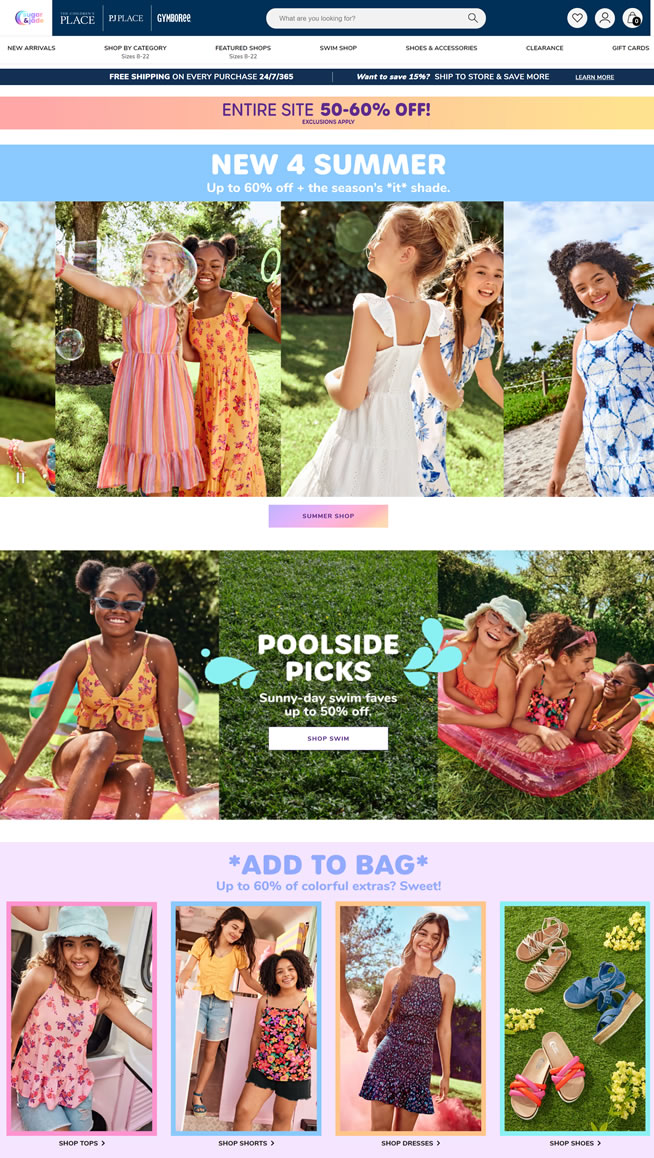 Sugar
&jade
THE CHILDREN'S
PLACE
PJ PLACE
GYMBOREE
What are you looking for?
0
NEW ARRIVALS
SHOP BY CATEGORY
Sizes 8-22
FEATURED SHOPS
Sizes 8-22
SWIM SHOP
SHOES & ACCESSORIES
CLEARANCE
GIFT CARDS
FREE SHIPPING ON EVERY PURCHASE 24/7/365
Want to save 15%? SHIP TO STORE & SAVE MORE
LEARN MORE
ENTIRE SITE 50-60% OFF!
EXCLUSIONS APPLY
NEW 4 SUMMER
Up to 60% off + the season's *it* shade.
SUMMER SHOP
POOLSIDE
PICKS
Sunny-day swim faves
up to 50% off.
SHOP SWIM
*ADD TO BAG*
Up to 60% of colorful extras? Sweet!
SHOP TOPS
SHOP SHORTS
SHOP DRESSES
SHOP SHOES